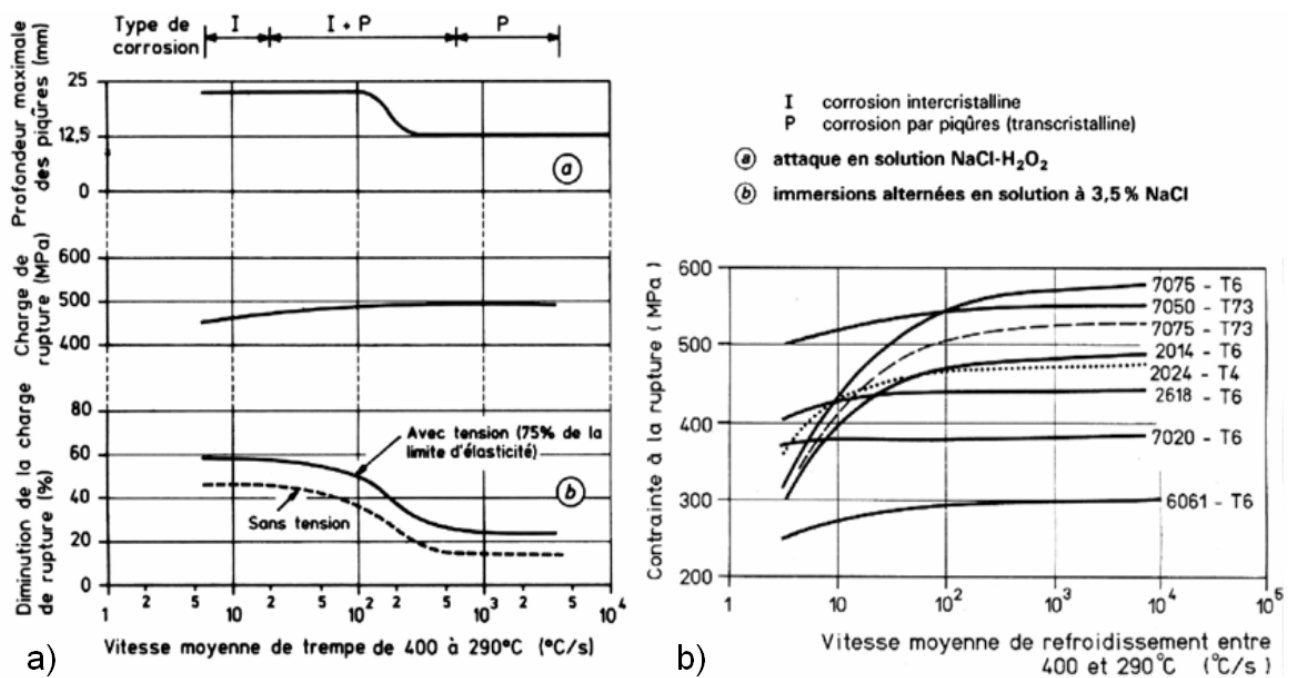 Type de corrosion
I
I + P
P
Profondeur maximale des piqûres (mm)
25
12,5
0
a
Charge de rupture (MPa)
600
500
400
Diminution de la charge de rupture (%)
80
60
40
20
0
Avec tension (75% de la limite d'élasticité)
Sans tension
b
1 2 5 10 2 5 10² 2 5 10³ 2 5 10⁴
Vitesse moyenne de trempe de 400 à 290°C (°C/s)
a)
I corrosion intercristalline
P corrosion par piqûres (transcristalline)
a attaque en solution NaCl-H₂O₂
b immersions alternées en solution à 3,5 % NaCl
Contrainte à la rupture (MPa)
600
500
400
300
200
7075 - T6
7050 - T73
7075 - T73
2014 - T6
2024 - T4
2618 - T6
7020 - T6
6061 - T6
1 10 10² 10³ 10⁴ 10⁵
Vitesse moyenne de refroidissement entre
400 et 290°C (°C/s)
b)